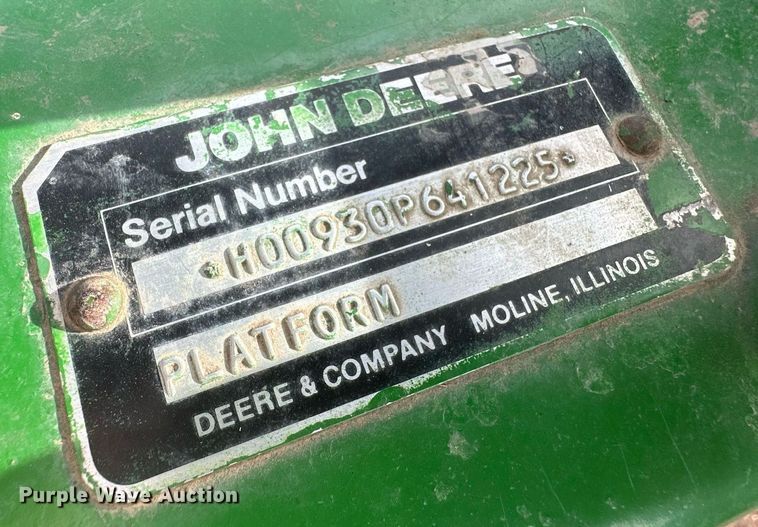 JOHN DEERE
Serial Number
*H00930P641225*
PLATFORM
DEERE & COMPANY MOLINE, ILLINOIS
Purple Wave Auction